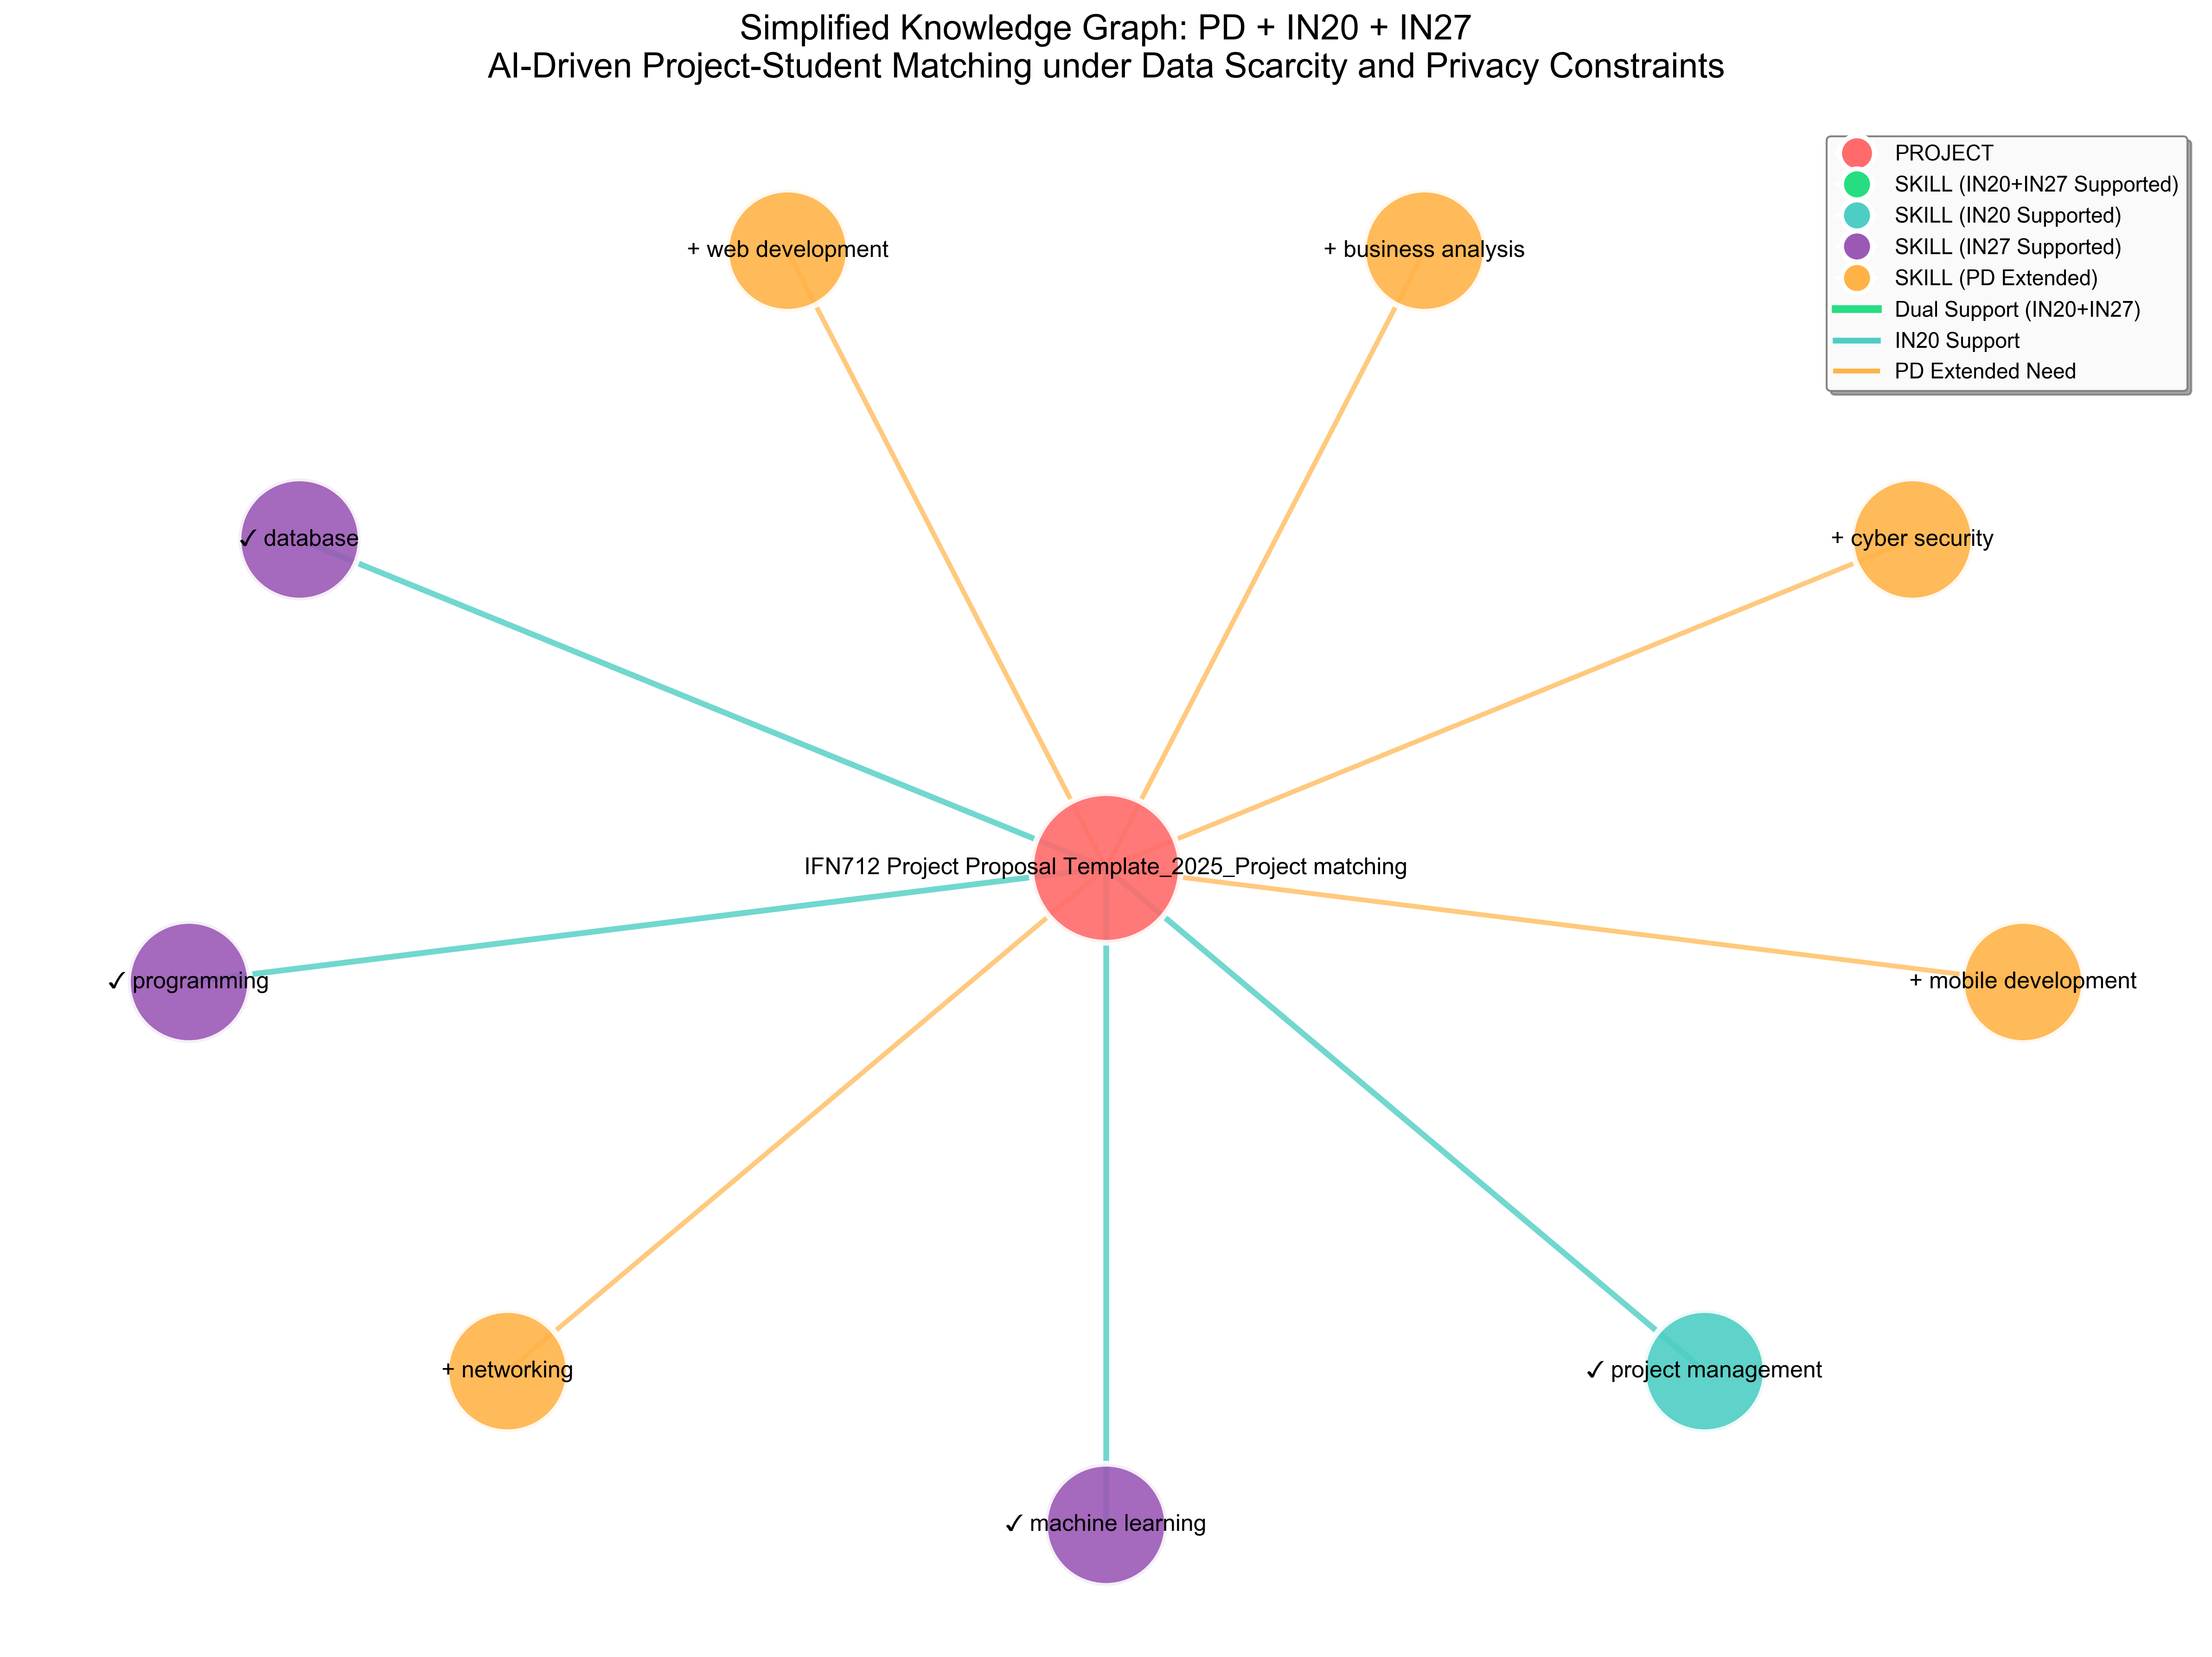 Simplified Knowledge Graph: PD + IN20 + IN27
AI-Driven Project-Student Matching under Data Scarcity and Privacy Constraints
PROJECT
SKILL (IN20+IN27 Supported)
SKILL (IN20 Supported)
SKILL (IN27 Supported)
SKILL (PD Extended)
Dual Support (IN20+IN27)
IN20 Support
PD Extended Need
+ web development
+ business analysis
✓ database
+ cyber security
IFN712 Project Proposal Template_2025_Project matching
✓ programming
+ mobile development
+ networking
✓ project management
✓ machine learning